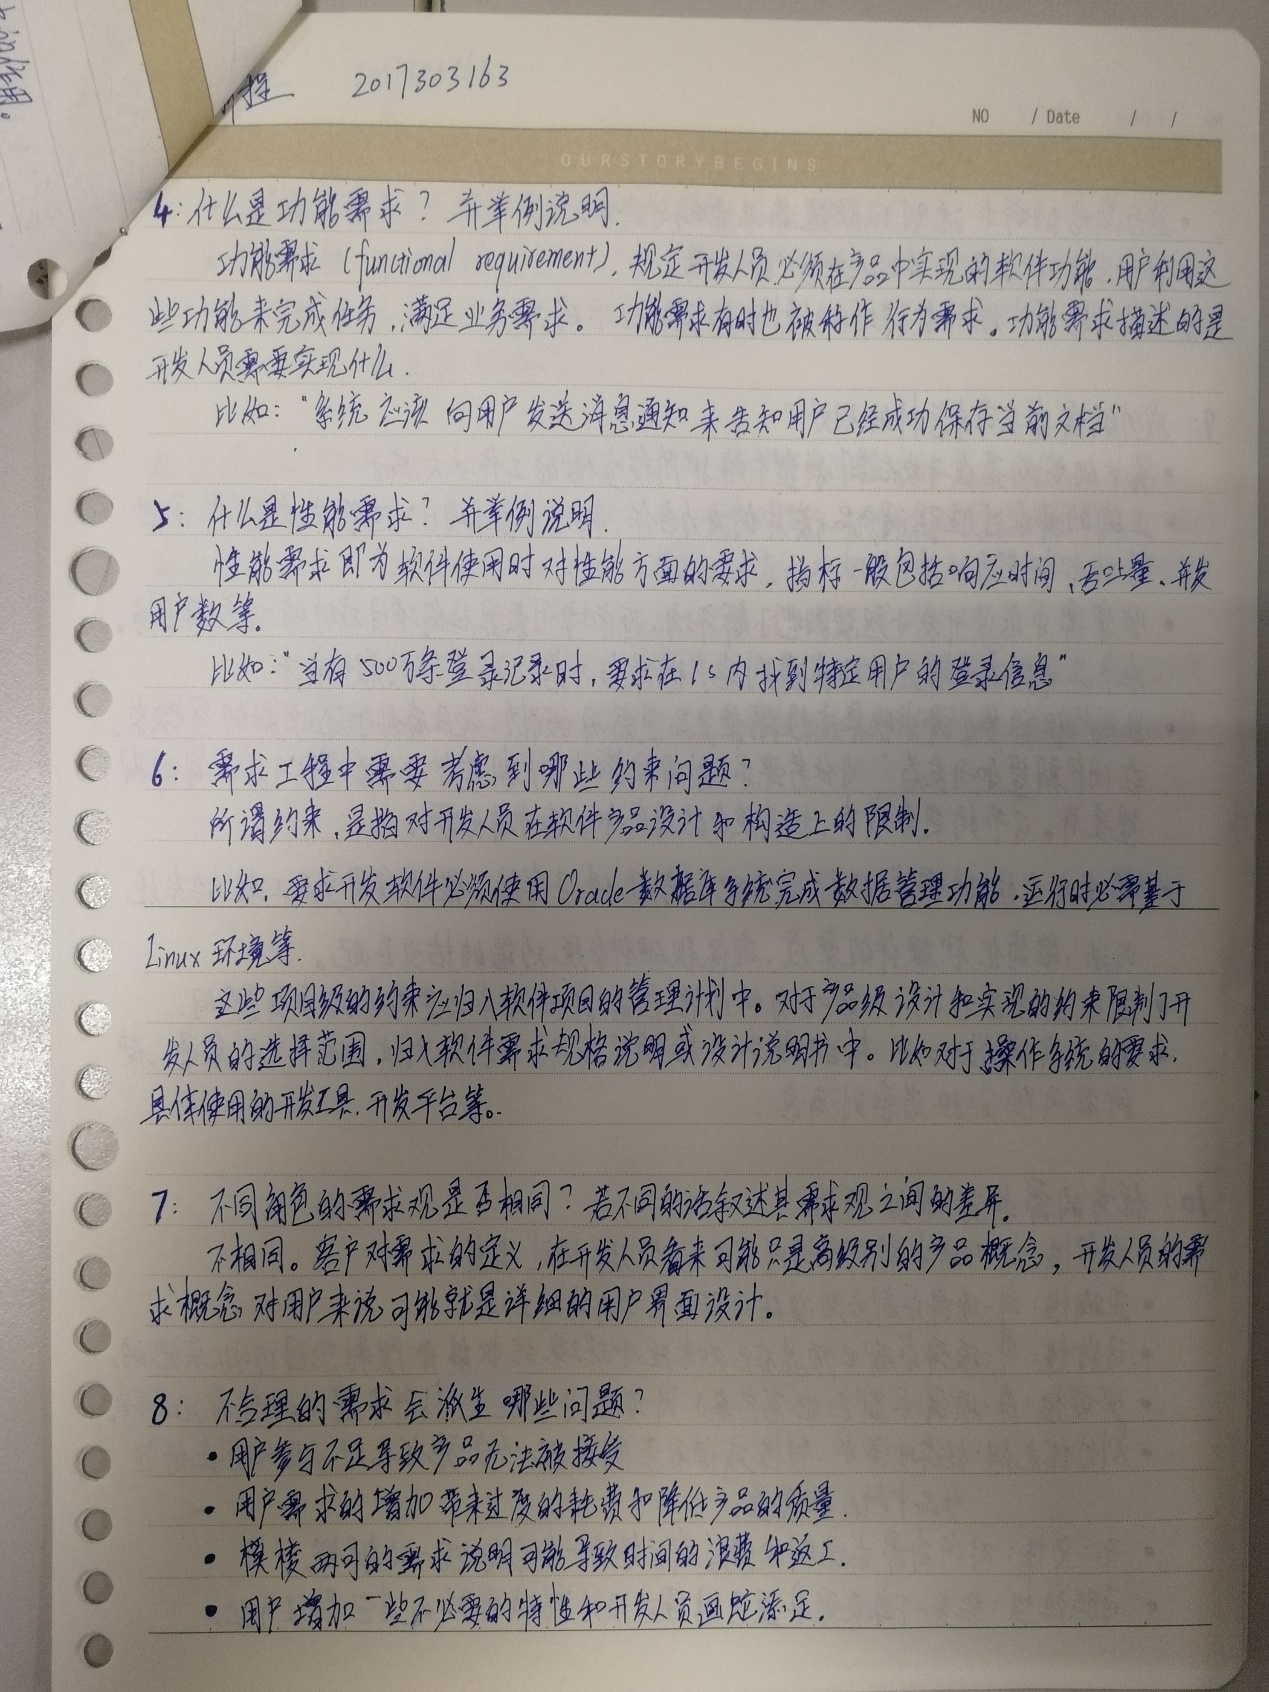 程 2017303163
NO / Date / /
OURSTORYBEGINS
4: 什么是功能需求? 并举例说明.
功能需求 (functional requirement), 规定开发人员必须在产品中实现的软件功能, 用户利用这
些功能来完成任务, 满足业务需求。 功能需求有时也被称作 行为需求。功能需求描述的是
开发人员需要实现什么.
比如: "系统应该 向用户发送消息通知来告知用户已经成功保存当前文档"
5: 什么是性能需求? 并举例说明.
性能需求即为软件使用时对性能方面的要求, 指标一般包括响应时间、吞吐量、并发
用户数等.
比如: "当有500万条登录记录时, 要求在1s内找到特定用户的登录信息"
6: 需求工程中需要考虑到哪些约束问题?
所谓约束, 是指对开发人员在软件产品设计和构造上的限制.
比如, 要求开发软件必须使用Oracle数据库系统完成数据管理功能, 运行时必需基于
Linux 环境等.
这些项目级的约束应归入软件项目的管理计划中。对于产品级设计和实现的约束限制了开
发人员的选择范围, 归入软件需求规格说明或设计说明书中。比如对于操作系统的要求,
具体使用的开发工具、开发平台等。
7: 不同角色的需求观是否相同? 若不同的话叙述其需求观之间的差异.
不相同。客户对需求的定义, 在开发人员看来可能只是高级别的产品概念, 开发人员的需
求概念对用户来说可能就是详细的用户界面设计。
8: 不合理的需求会派生哪些问题?
• 用户参与不足导致产品无法被接受
• 用户需求的增加带来过度的耗费和降低产品的质量.
• 模棱两可的需求说明可能导致时间的浪费和返工.
• 用户增加一些不必要的特性和开发人员画蛇添足.